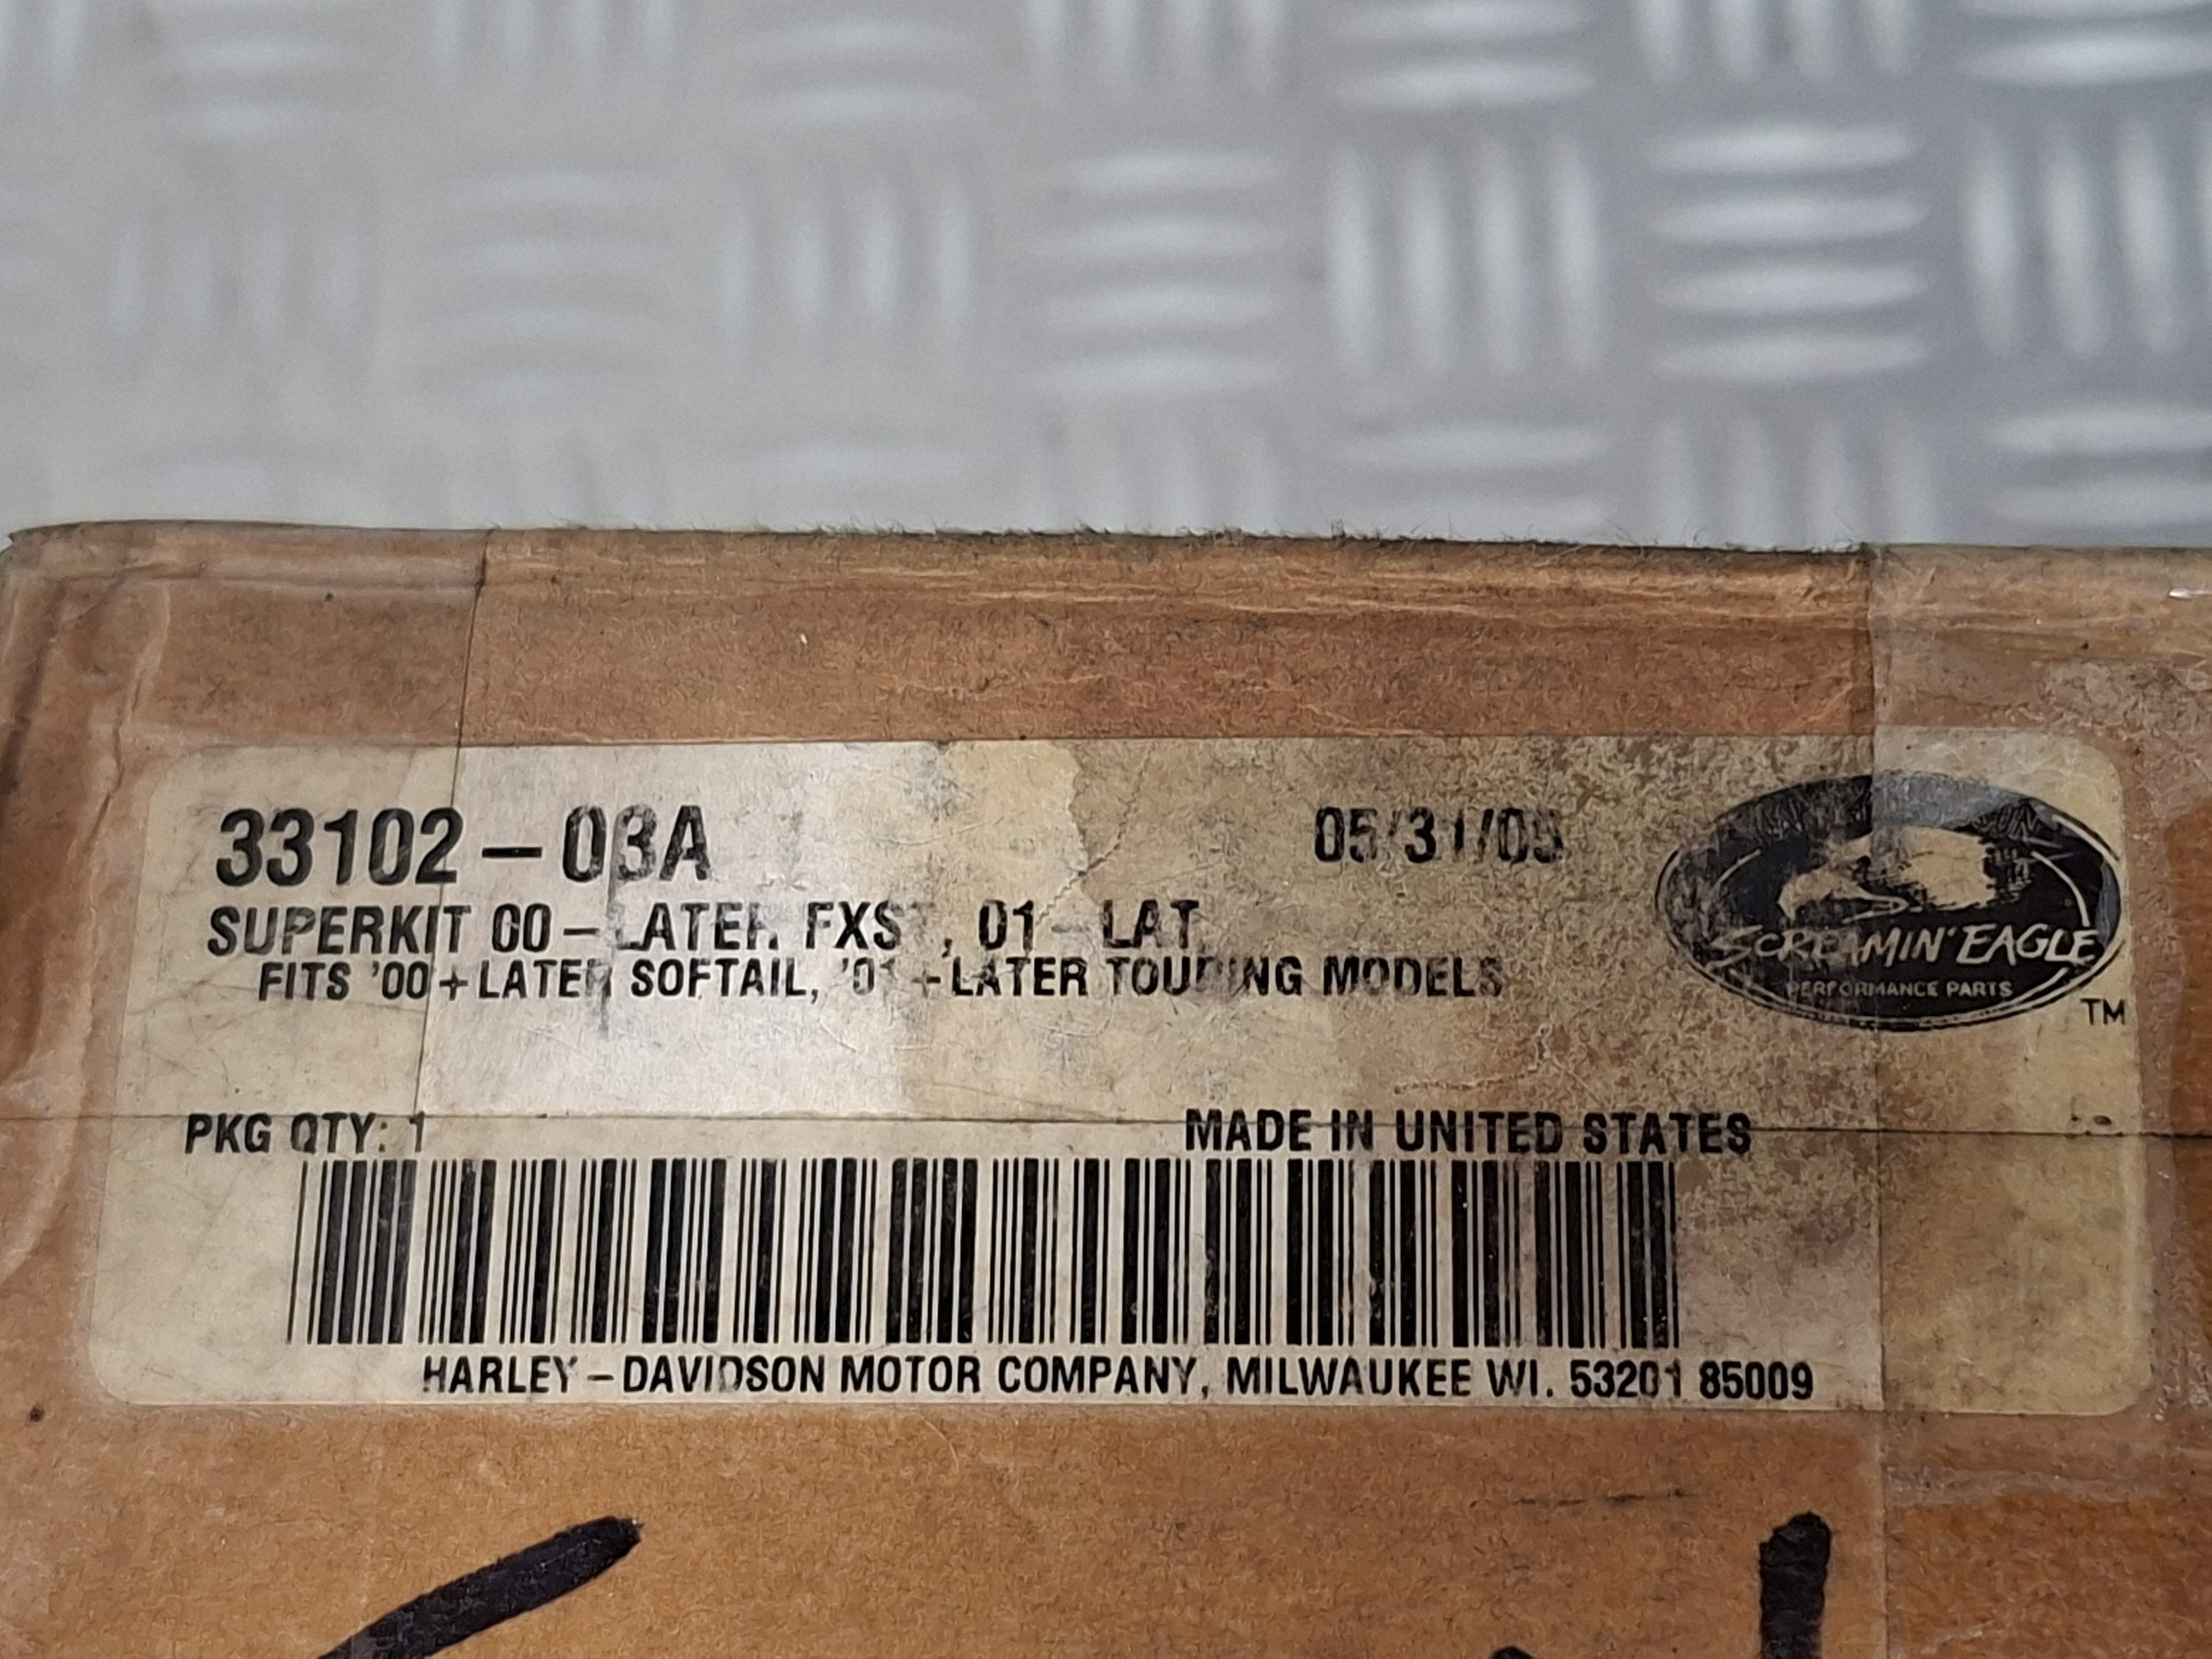 33102-03A
05/31/05
SUPERKIT 00-LATER FXST, 01-LAT
FITS '00+LATER SOFTAIL, '01+LATER TOURING MODELS
SCREAMIN' EAGLE
PERFORMANCE PARTS
TM
PKG QTY: 1
MADE IN UNITED STATES
HARLEY-DAVIDSON MOTOR COMPANY, MILWAUKEE WI. 53201 85009